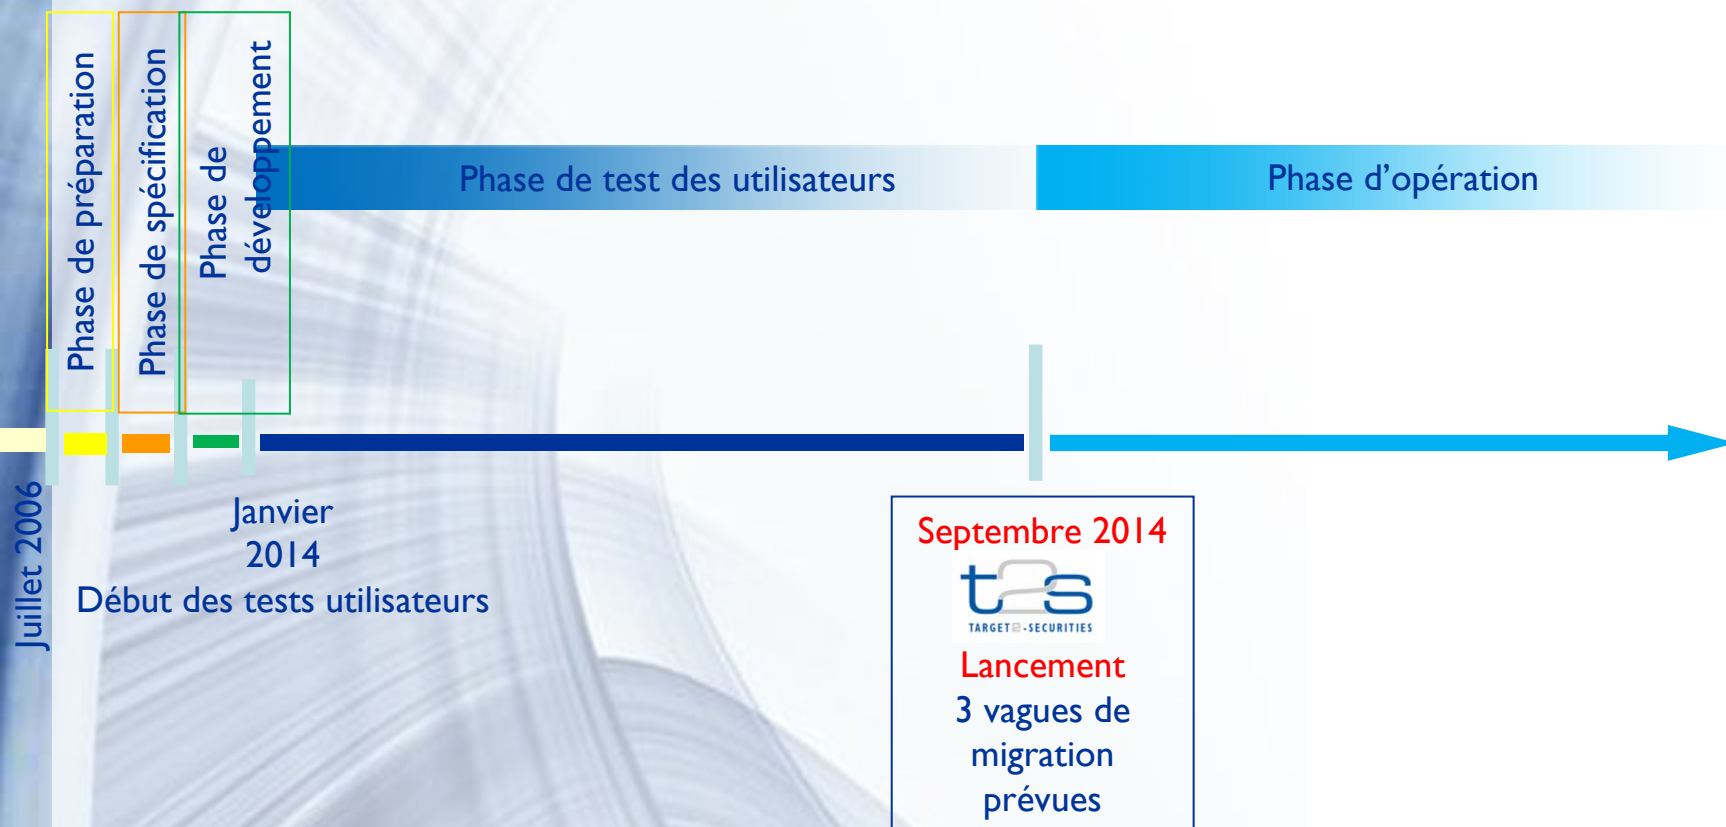 Phase de préparation
Phase de spécification
Phase de
développement
Phase de test des utilisateurs
Phase d'opération
Juillet 2006
Janvier
2014
Début des tests utilisateurs
Septembre 2014
t2s
TARGET2-SECURITIES
Lancement
3 vagues de
migration
prévues